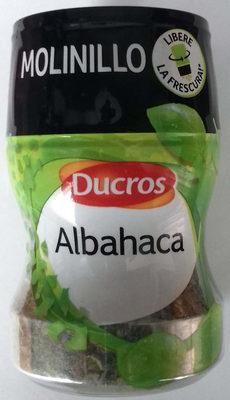 MOLINILLO
LIBERE
LA FRESCURA!*
Ducros
Albahaca